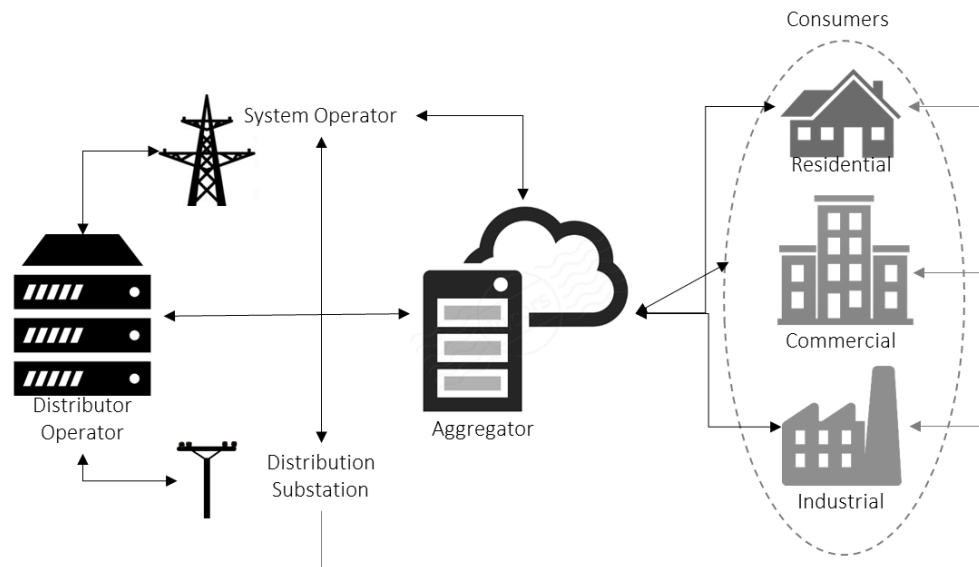 Consumers
System Operator
Residential
Commercial
Distributor
Operator
Aggregator
Distribution
Substation
Industrial